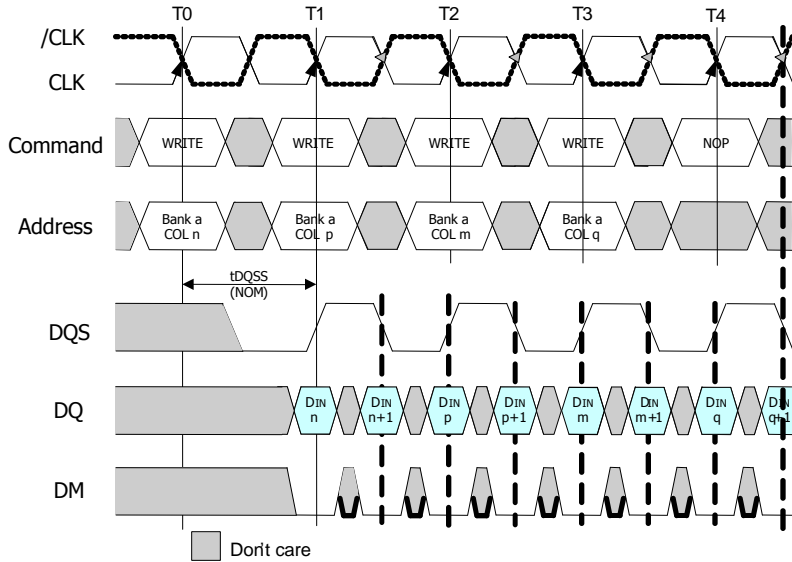 T0 T1 T2 T3 T4
/CLK
CLK
Command WRITE WRITE WRITE WRITE NOP
Address
Bank a Bank a Bank a Bank a
COL n COL p COL m COL q
tDQSS
(NOM)
DQS
DQ
DIN DIN DIN DIN DIN DIN DIN DIN
n n+1 p p+1 m m+1 q q+1
DM
Don't care